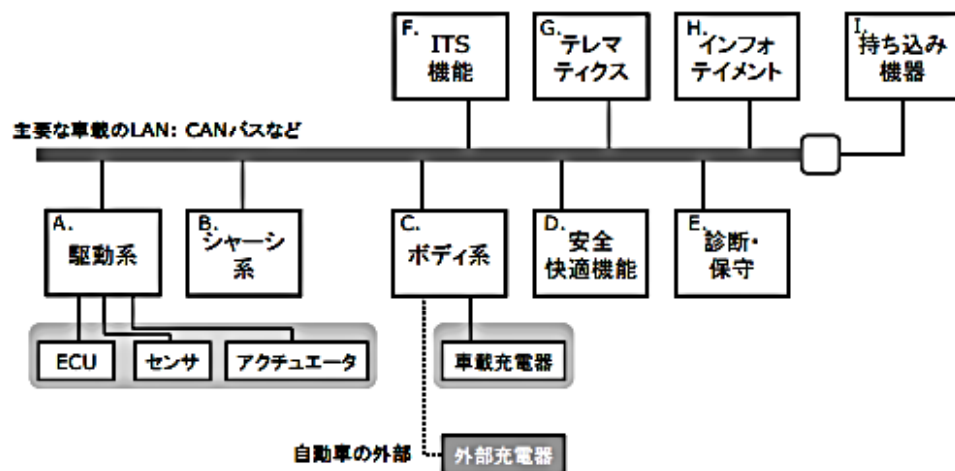 F.
ITS
機能
G.
テレマ
ティクス
H.
インフォ
テイメント
I.
持ち込み
機器
主要な車載のLAN: CANバスなど
A.
駆動系
B.
シャーシ
系
C.
ボディ系
D.
安全
快適機能
E.
診断・
保守
ECU
センサ
アクチュエータ
車載充電器
自動車の外部
外部充電器